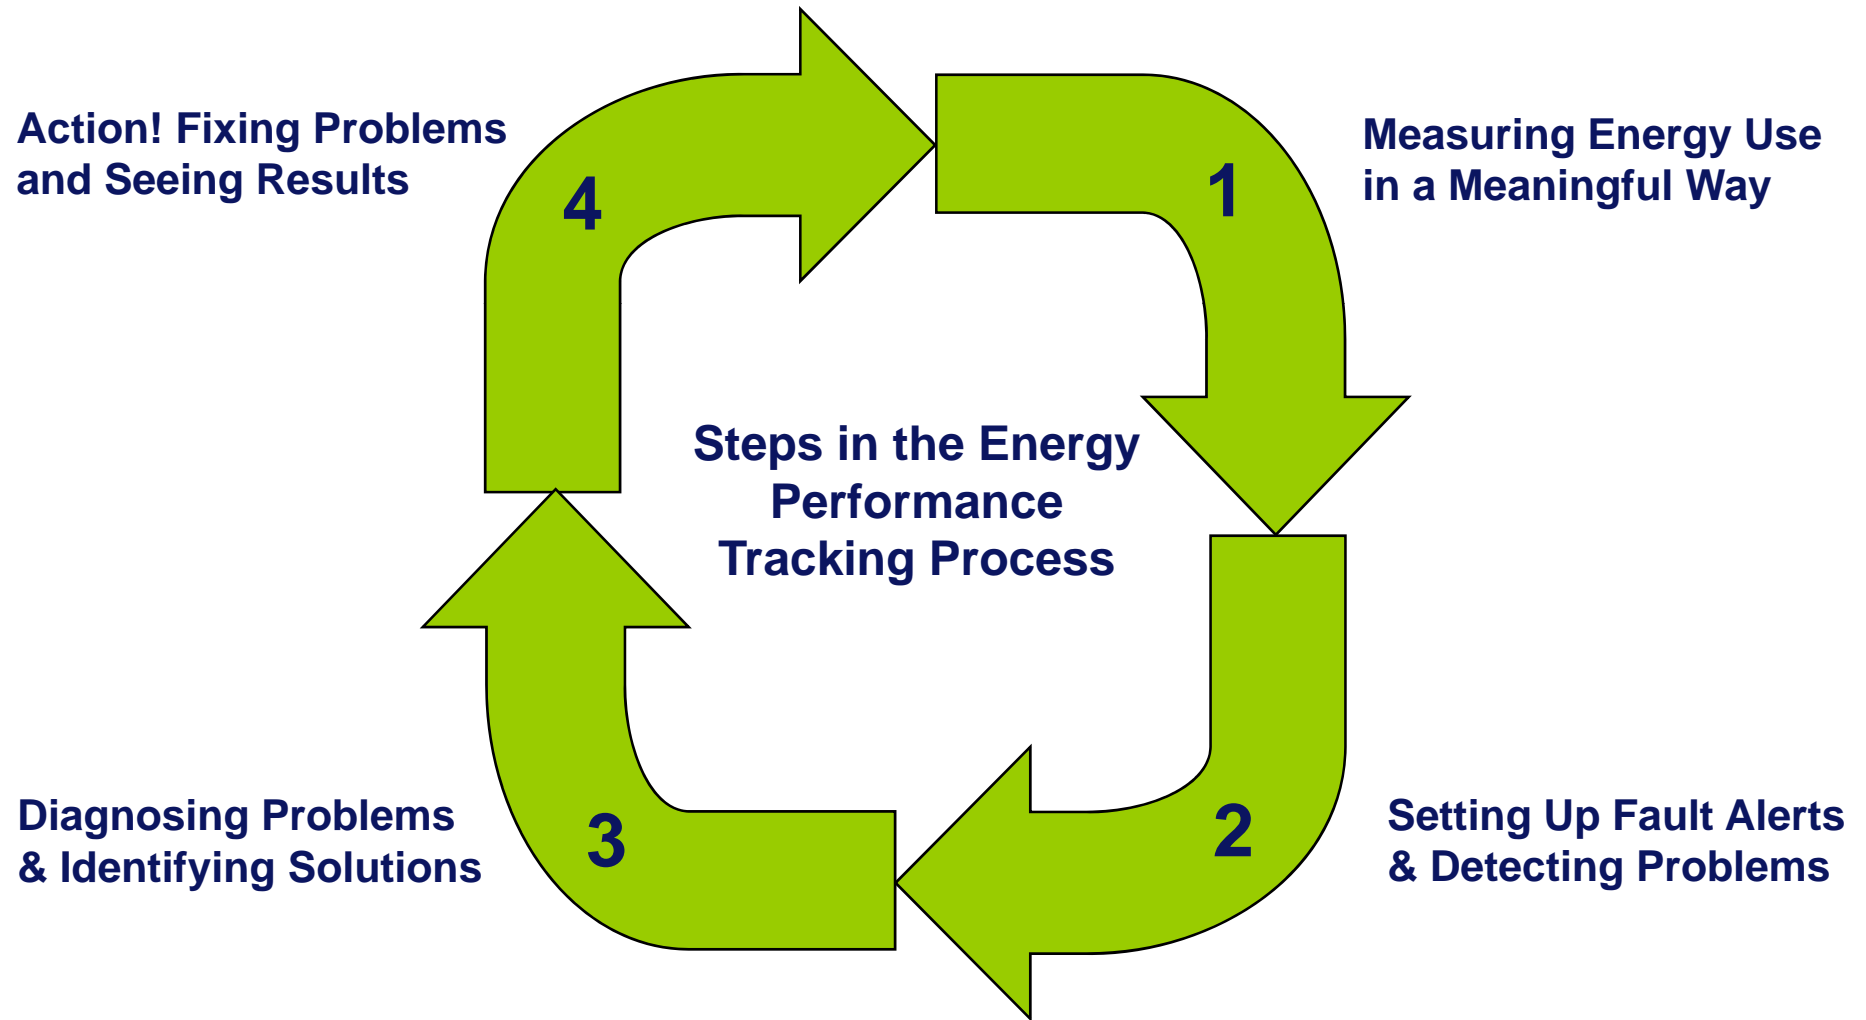 Action! Fixing Problems
and Seeing Results
4
1
Measuring Energy Use
in a Meaningful Way
Steps in the Energy
Performance
Tracking Process
Diagnosing Problems
& Identifying Solutions
3
2
Setting Up Fault Alerts
& Detecting Problems